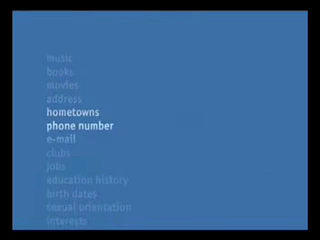 music
books
movies
address
hometowns
phone number
e-mail
clubs
jobs
education history
birth dates
sexual orientation
interests